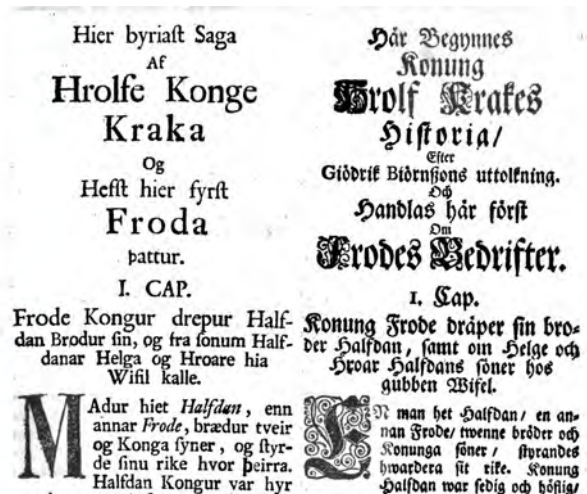 Hier byriaſt Saga
Af
Hrolfe Konge
Kraka
Og
Hefſt hier fyrſt
Froda
þattur.
I. CAP.
Frode Kongur drepur Half-
dan Brodur ſin, og fra ſonum Half-
danar Helga og Hroare hia
Wifil kalle.
MAdur hiet Halfdan, enn
annar Frode, brædur tveir
og Konga ſyner, og ſtyr-
de ſinu rike hvor þeirra.
Halfdan Kongur var hyr
Här Begynnes
Konung
Hrolf Krakes
Hiſtoria/
Efter
Giödrik Biörnßons uttolkning.
Och
Handlas här förſt
Om
Frodes Bedrifter.
1. Cap.
Konung Frode dräper ſin bro-
der Halfdan, ſamt om Helge och
Hroar Halfdans ſöner hos
gubben Wifel.
EN man het Halfdan/ en an-
nan Frode/ twenne bröder och
Konunga ſöner/ ſtyrandes
hwardera ſit rike. Konung
Halfdan war ſedig och höflig/